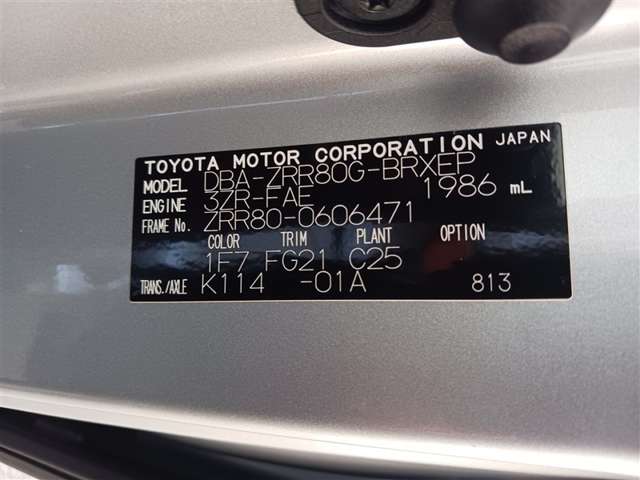 TOYOTA MOTOR CORPORATION JAPAN
MODEL DBA-ZRR80G-BRXEP
ENGINE 3ZR-FAE 1986 mL
FRAME No. ZRR80-0606471
COLOR TRIM PLANT OPTION
1F7 FG21 C25
TRANS./AXLE K114 -01A 813